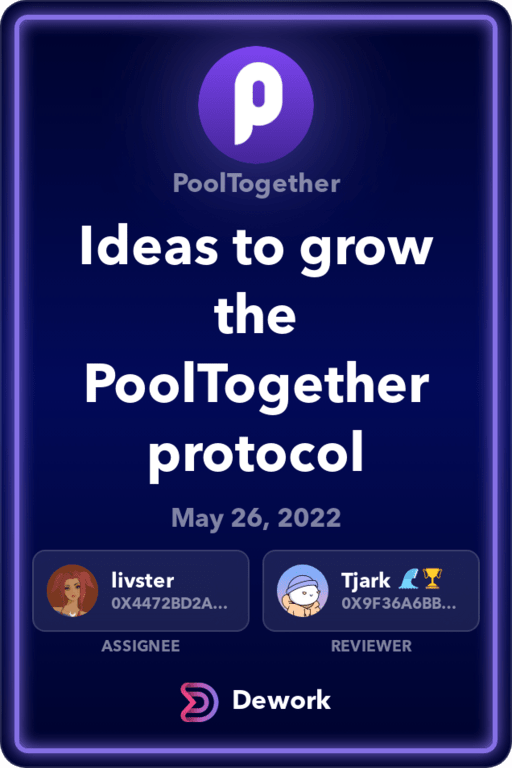 PoolTogether
Ideas to grow
the
PoolTogether
protocol
May 26, 2022
livster
0X4472BD2A...
Tjark 🌊🏆
0X9F36A6BB...
ASSIGNEE
REVIEWER
Dework